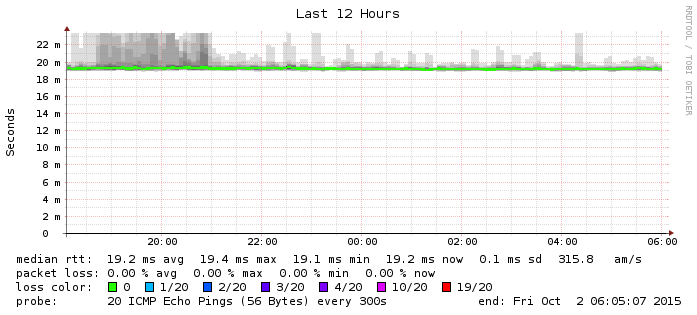 Last 12 Hours
RRDTOOL / TOBI OETIKER
Seconds
22 m
20 m
18 m
16 m
14 m
12 m
10 m
8 m
6 m
4 m
2 m
0
20:00 22:00 00:00 02:00 04:00 06:00
median rtt: 19.2 ms avg 19.4 ms max 19.1 ms min 19.2 ms now 0.1 ms sd 315.8 am/s
packet loss: 0.00 % avg 0.00 % max 0.00 % min 0.00 % now
loss color: 0 1/20 2/20 3/20 4/20 10/20 19/20
probe: 20 ICMP Echo Pings (56 Bytes) every 300s end: Fri Oct 2 06:05:07 2015